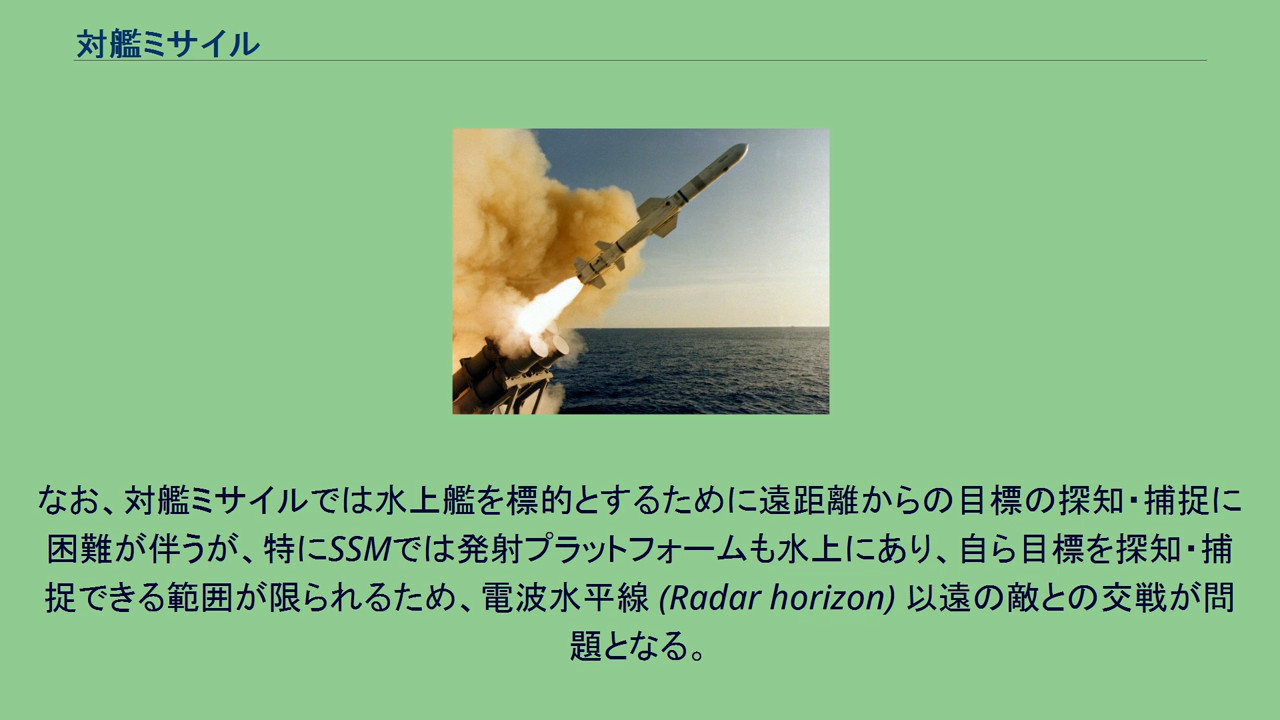 対艦ミサイル
なお、対艦ミサイルでは水上艦を標的とするために遠距離からの目標の探知・捕捉に
困難が伴うが、特にSSMでは発射プラットフォームも水上にあり、自ら目標を探知・捕
捉できる範囲が限られるため、電波水平線 (Radar horizon) 以遠の敵との交戦が問
題となる。